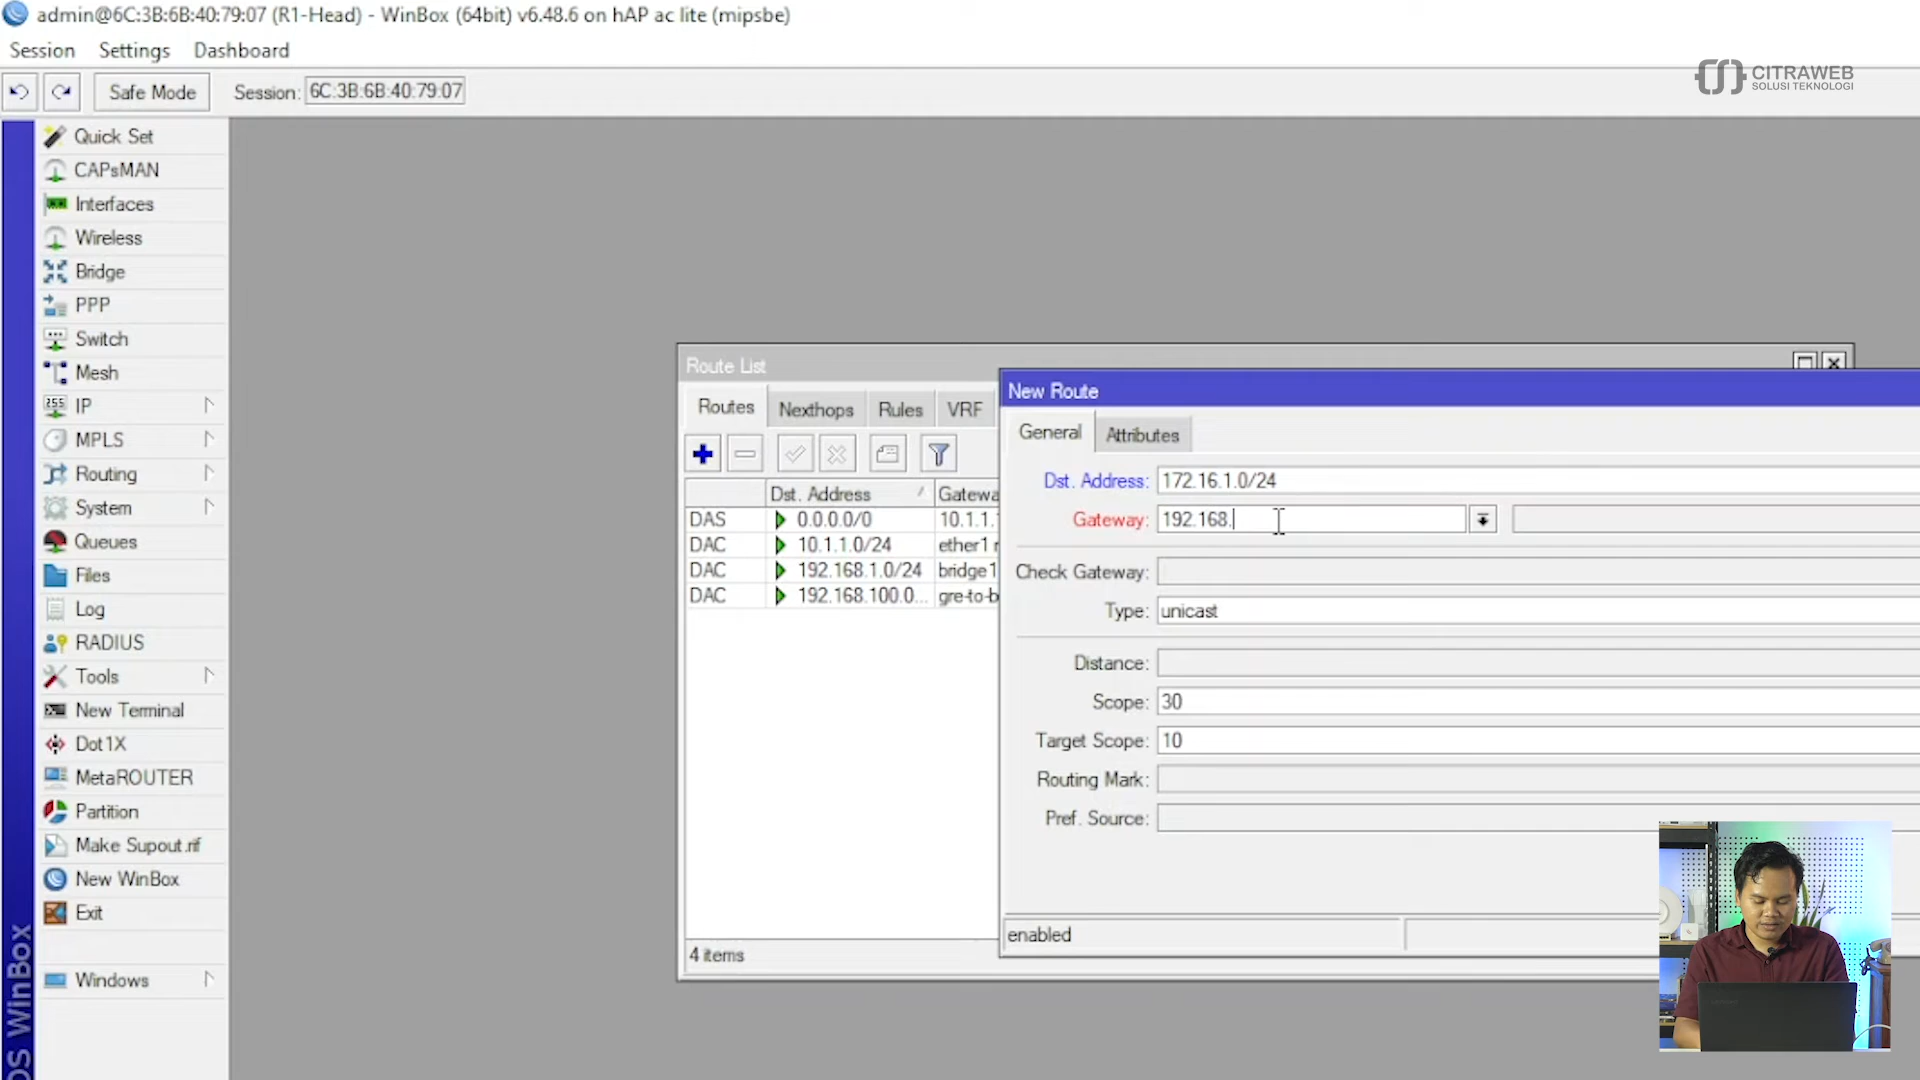 admin@6C:3B:6B:40:79:07 (R1-Head) - WinBox (64bit) v6.48.6 on hAP ac lite (mipsbe)
Session Settings Dashboard
Safe Mode Session: 6C:3B:6B:40:79:07
CITRAWEB
SOLUSI TEKNOLOGI
Quick Set
CAPsMAN
Interfaces
Wireless
Bridge
PPP
Switch
Mesh
IP
MPLS
Routing
System
Queues
Files
Log
RADIUS
Tools
New Terminal
Dot1X
MetaROUTER
Partition
Make Supout.rif
New WinBox
Exit
Windows
OS WinBox
Route List
Routes Nexthops Rules VRF
Dst. Address Gatewa
DAS 0.0.0.0/0 10.1.1.
DAC 10.1.1.0/24 ether1 r
DAC 192.168.1.0/24 bridge1
DAC 192.168.100.0... gre-to-b
4 items
New Route
General Attributes
Dst. Address: 172.16.1.0/24
Gateway: 192.168.
Check Gateway:
Type: unicast
Distance:
Scope: 30
Target Scope: 10
Routing Mark:
Pref. Source:
enabled